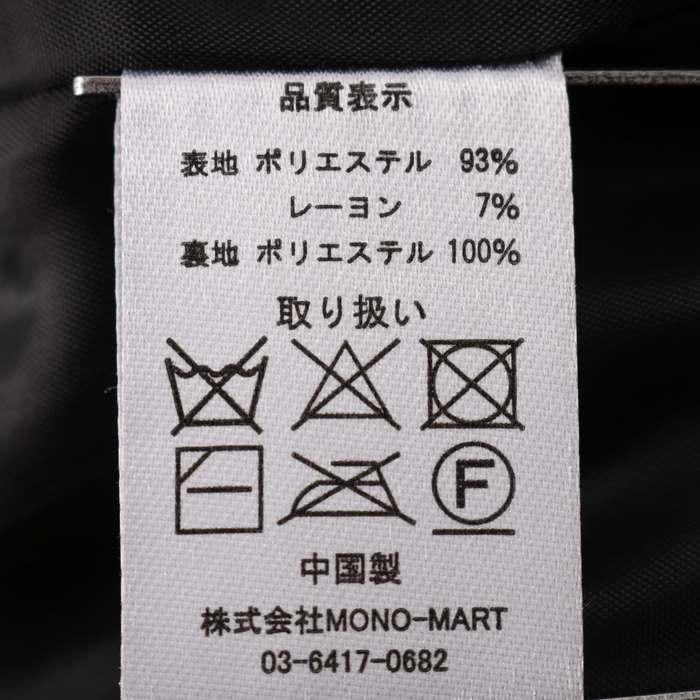 品質表示
表地 ポリエステル 93%
レーヨン 7%
裏地 ポリエステル 100%
取り扱い
F
中国製
株式会社MONO-MART
03-6417-0682